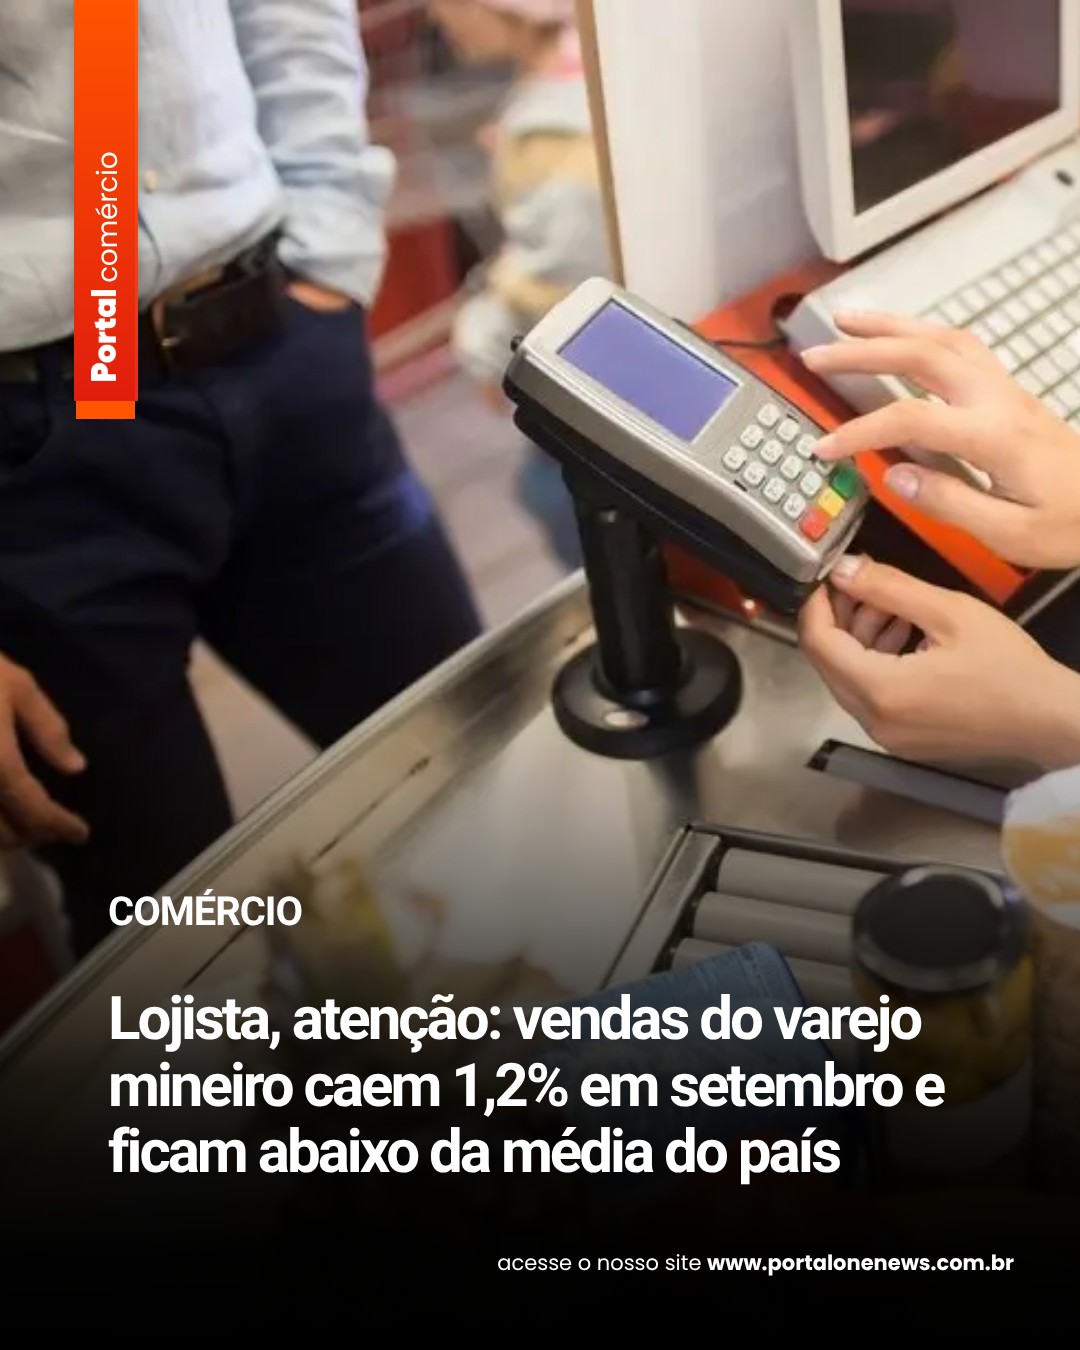 Portal comércio
COMÉRCIO
Lojista, atenção: vendas do varejo
mineiro caem 1,2% em setembro e
ficam abaixo da média do país
acesse o nosso site www.portalonenews.com.br